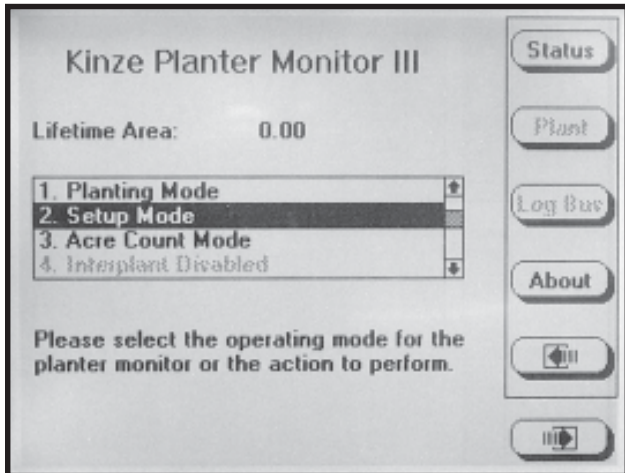 Kinze Planter Monitor III
Lifetime Area: 0.00
1. Planting Mode
2. Setup Mode
3. Acre Count Mode
4. Interplant Disabled
Please select the operating mode for the
planter monitor or the action to perform.
Status
Plant
Log Bus
About